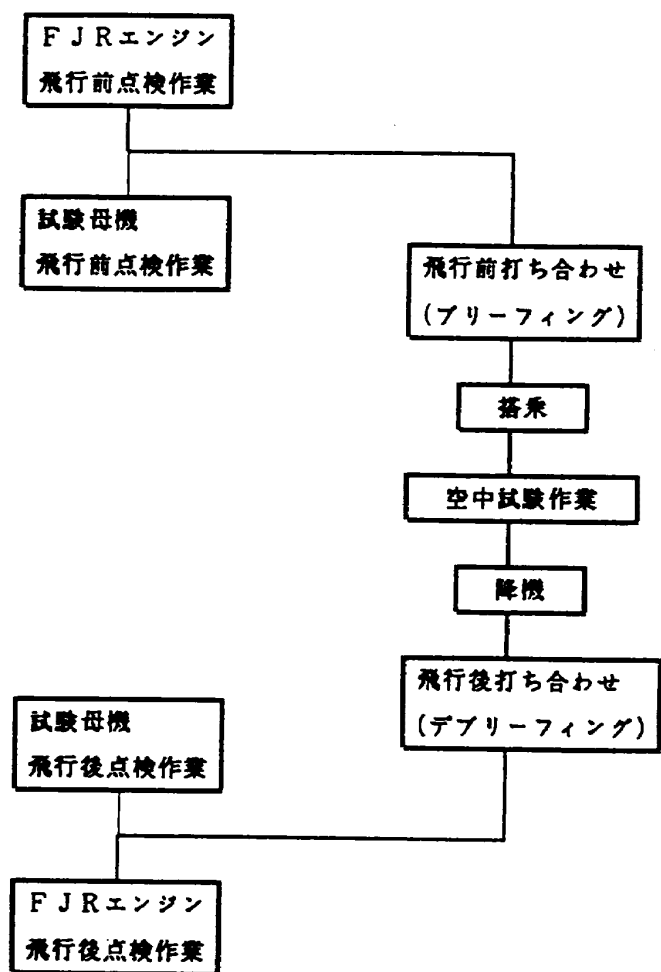 ＦＪＲエンジン
飛行前点検作業
試験母機
飛行前点検作業
飛行前打ち合わせ
(ブリーフィング)
搭乗
空中試験作業
降機
飛行後打ち合わせ
(デブリーフィング)
試験母機
飛行後点検作業
ＦＪＲエンジン
飛行後点検作業